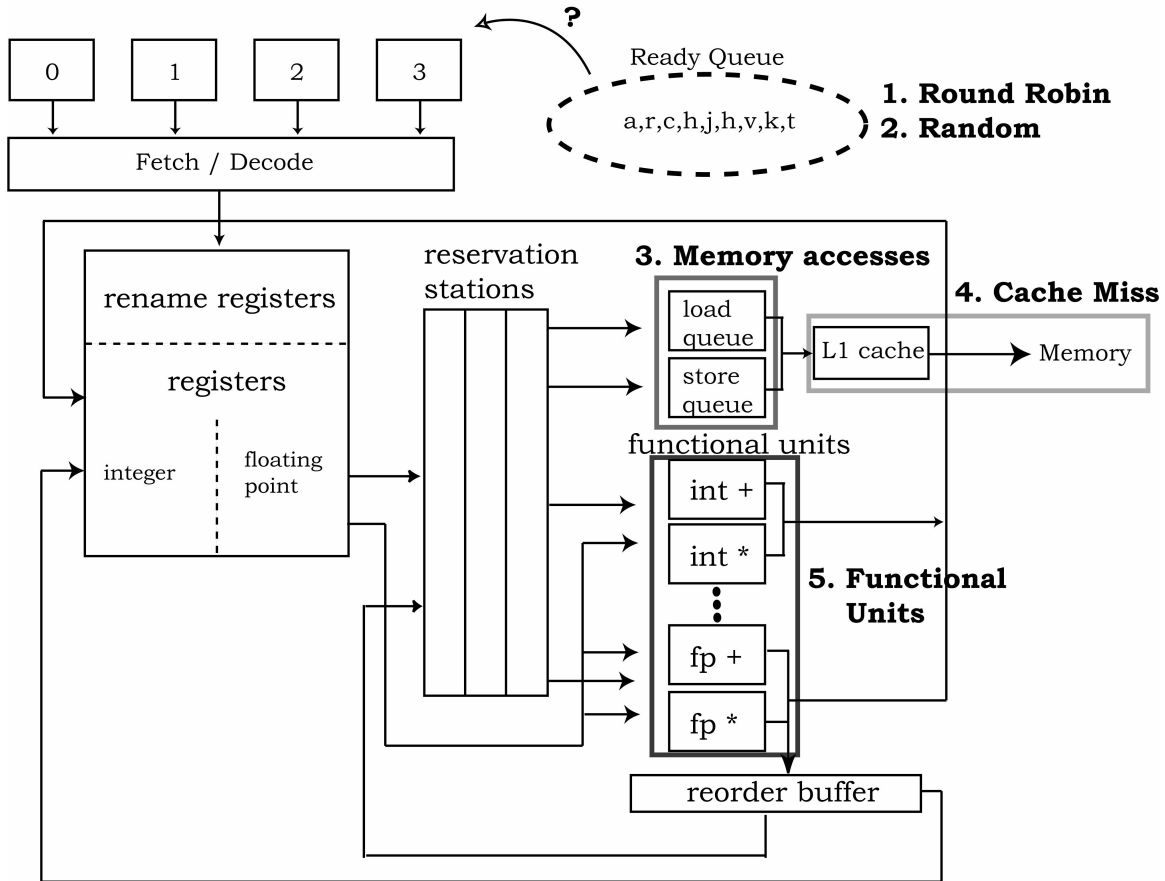 ?
Ready Queue
0
1
2
3
1. Round Robin
a,r,c,h,j,h,v,k,t
2. Random
Fetch / Decode
reservation
stations
3. Memory accesses
4. Cache Miss
rename registers
load
queue
L1 cache
Memory
registers
store
queue
functional units
integer
floating
point
int +
int *
5. Functional
Units
fp +
fp *
reorder buffer